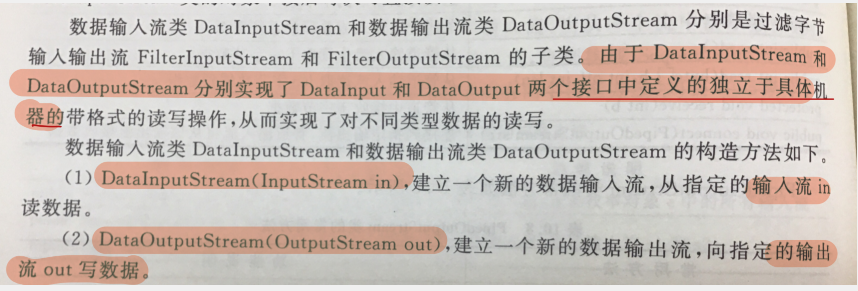 数据输入流类 DataInputStream 和数据输出流类 DataOutputStream 分别是过滤字节
输入输出流 FilterInputStream 和 FilterOutputStream 的子类。由于 DataInputStream 和
DataOutputStream 分别实现了 DataInput 和 DataOutput 两个接口中定义的独立于具体机
器的带格式的读写操作,从而实现了对不同类型数据的读写。
数据输入流类 DataInputStream 和数据输出流类 DataOutputStream 的构造方法如下。
(1) DataInputStream(InputStream in),建立一个新的数据输入流,从指定的输入流 in
读数据。
(2) DataOutputStream(OutputStream out),建立一个新的数据输出流,向指定的输出
流 out 写数据。